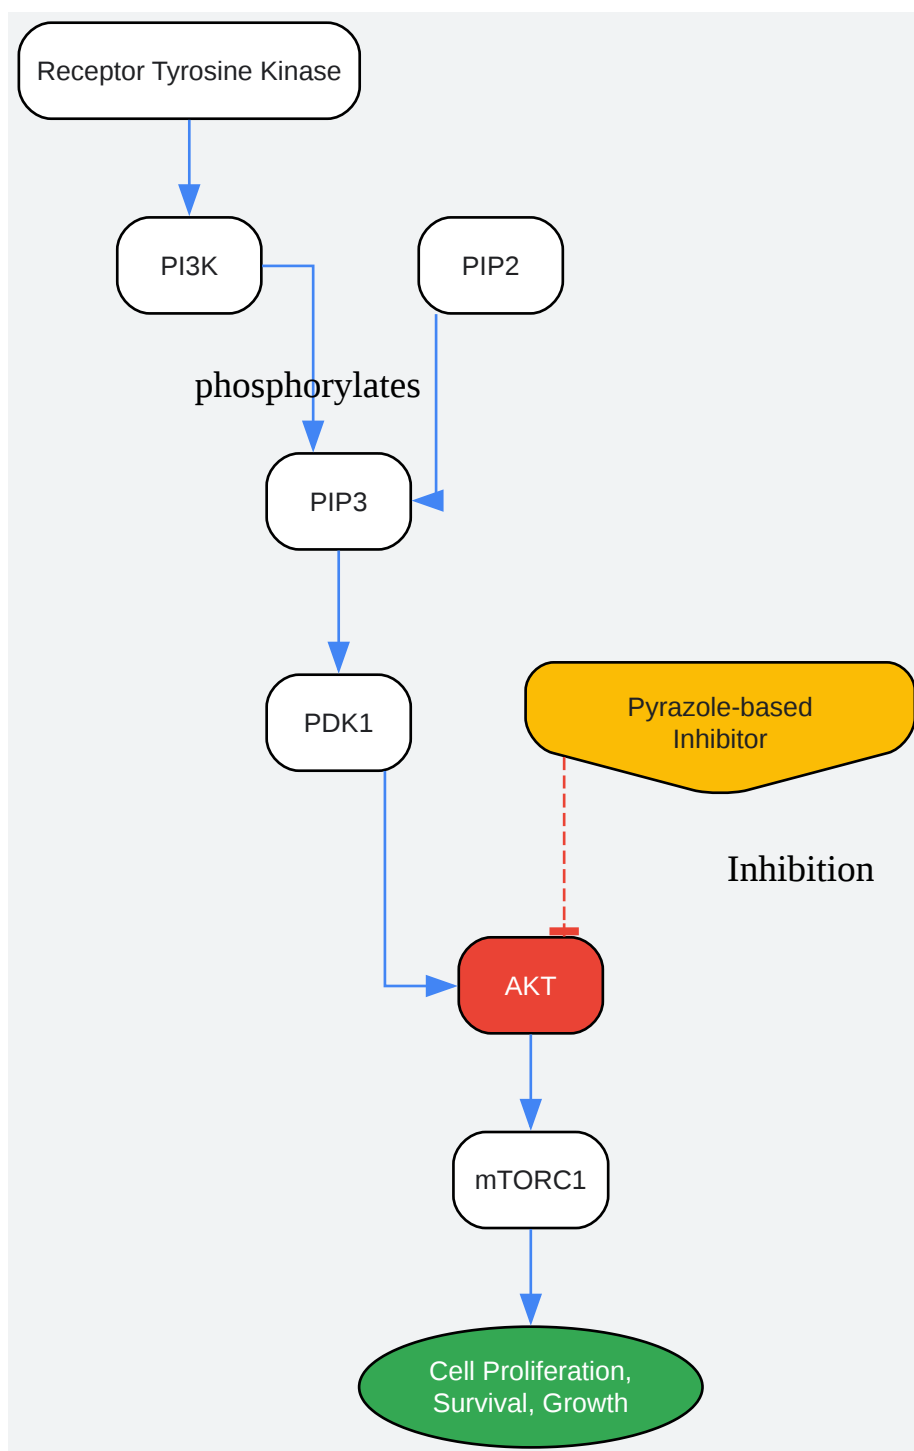 Receptor Tyrosine Kinase
PI3K
PIP2
phosphorylates
PIP3
PDK1
Pyrazole-based
Inhibitor
Inhibition
AKT
mTORC1
Cell Proliferation,
Survival, Growth